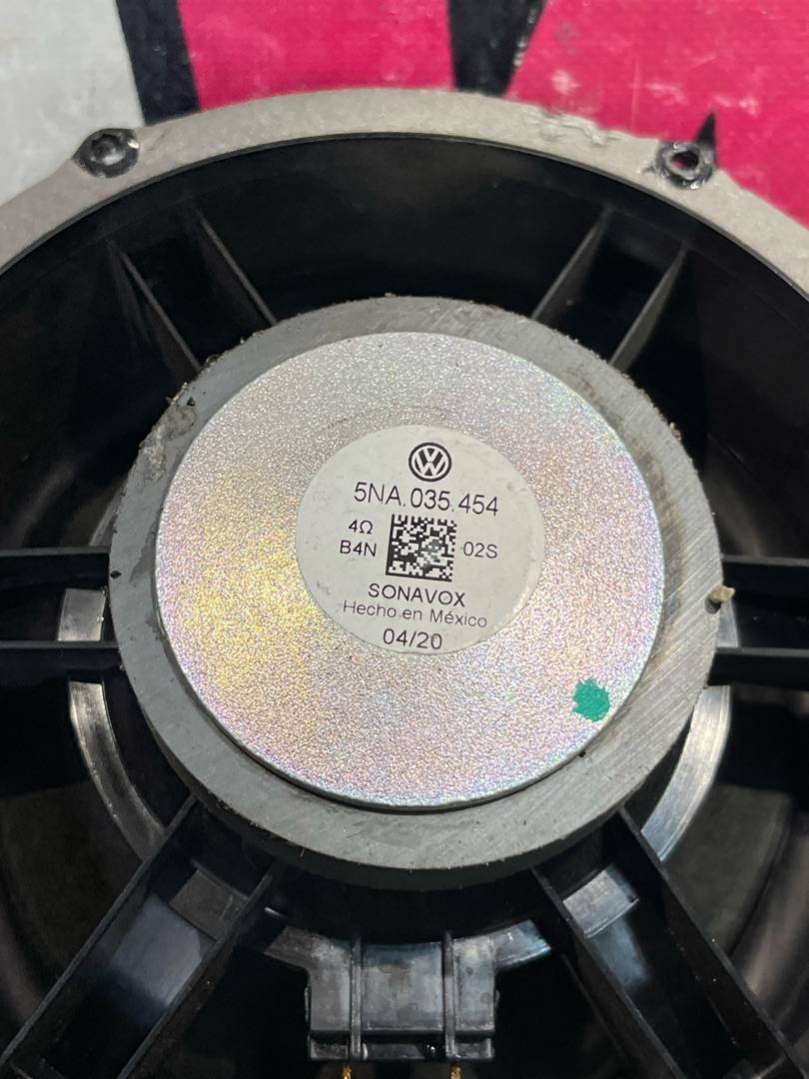 5NA.035.454
4Ω
B4N 02S
SONAVOX
Hecho en México
04/20